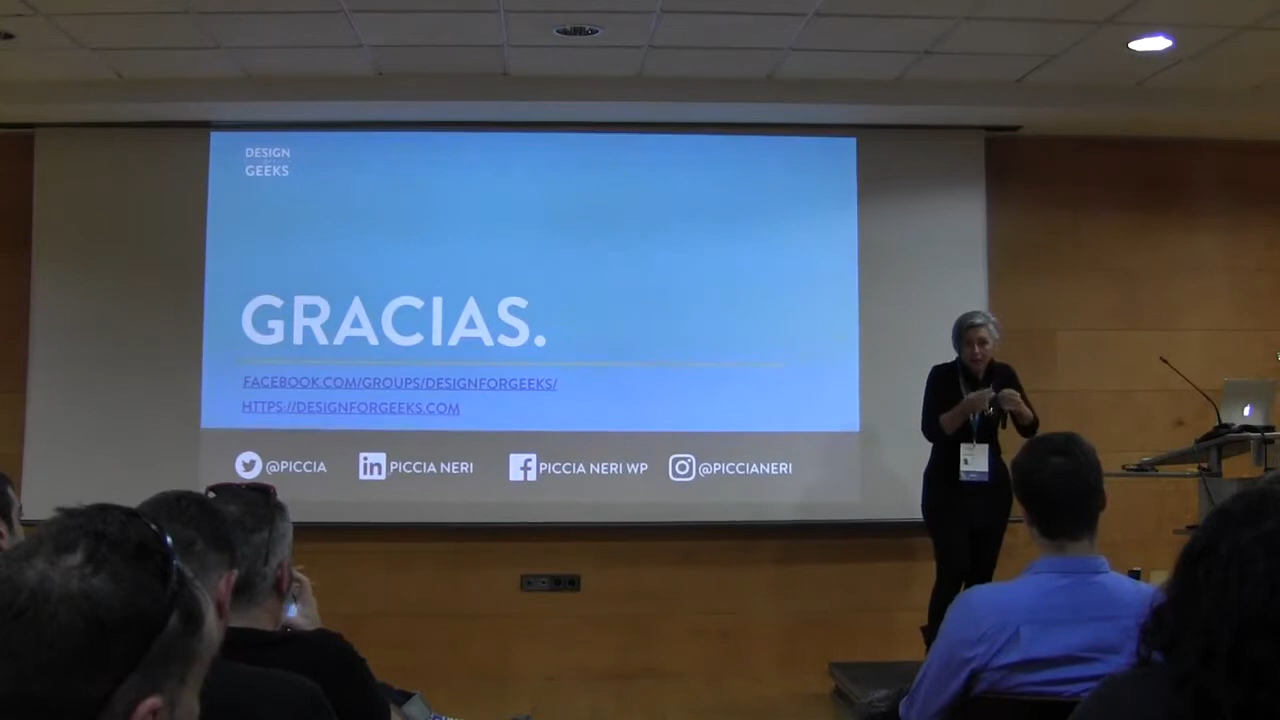 DESIGN
GEEKS
GRACIAS.
FACEBOOK.COM/GROUPS/DESIGNFORGEEKS/
HTTPS://DESIGNFORGEEKS.COM
@PICCIA
PICCIA NERI
PICCIA NERI WP
@PICCIANERI